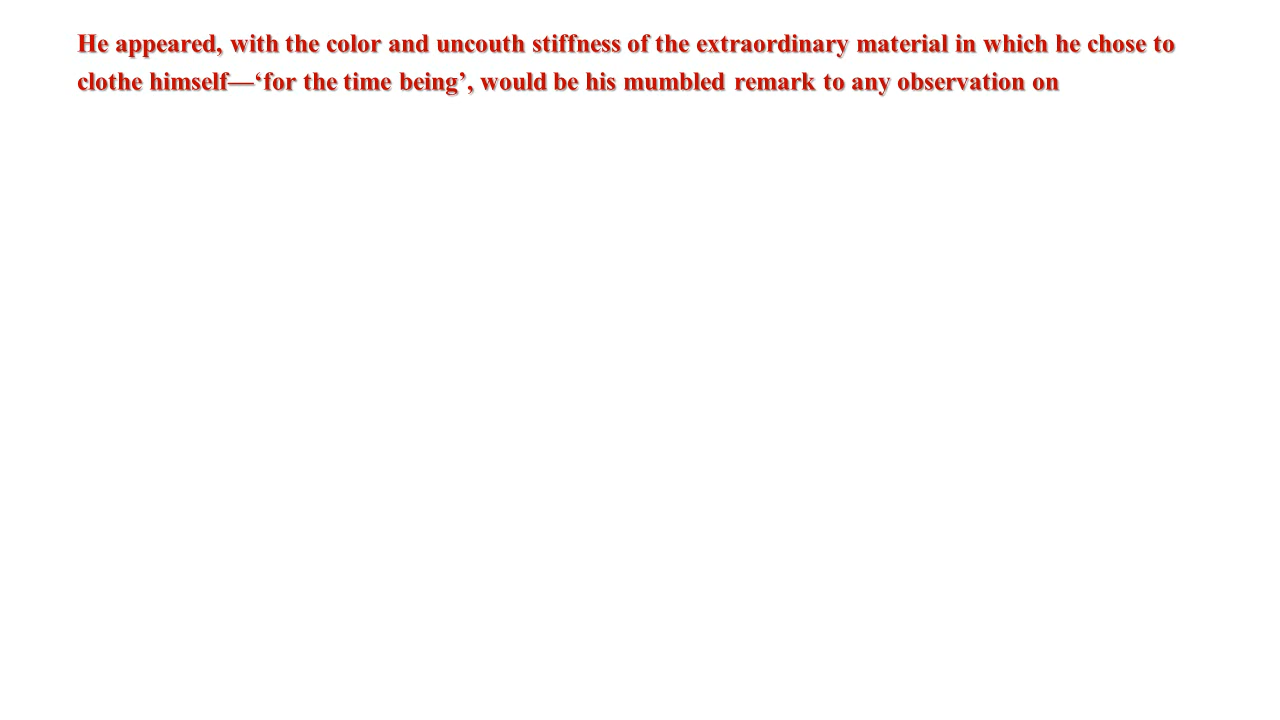 He appeared, with the color and uncouth stiffness of the extraordinary material in which he chose to
clothe himself—‘for the time being’, would be his mumbled remark to any observation on